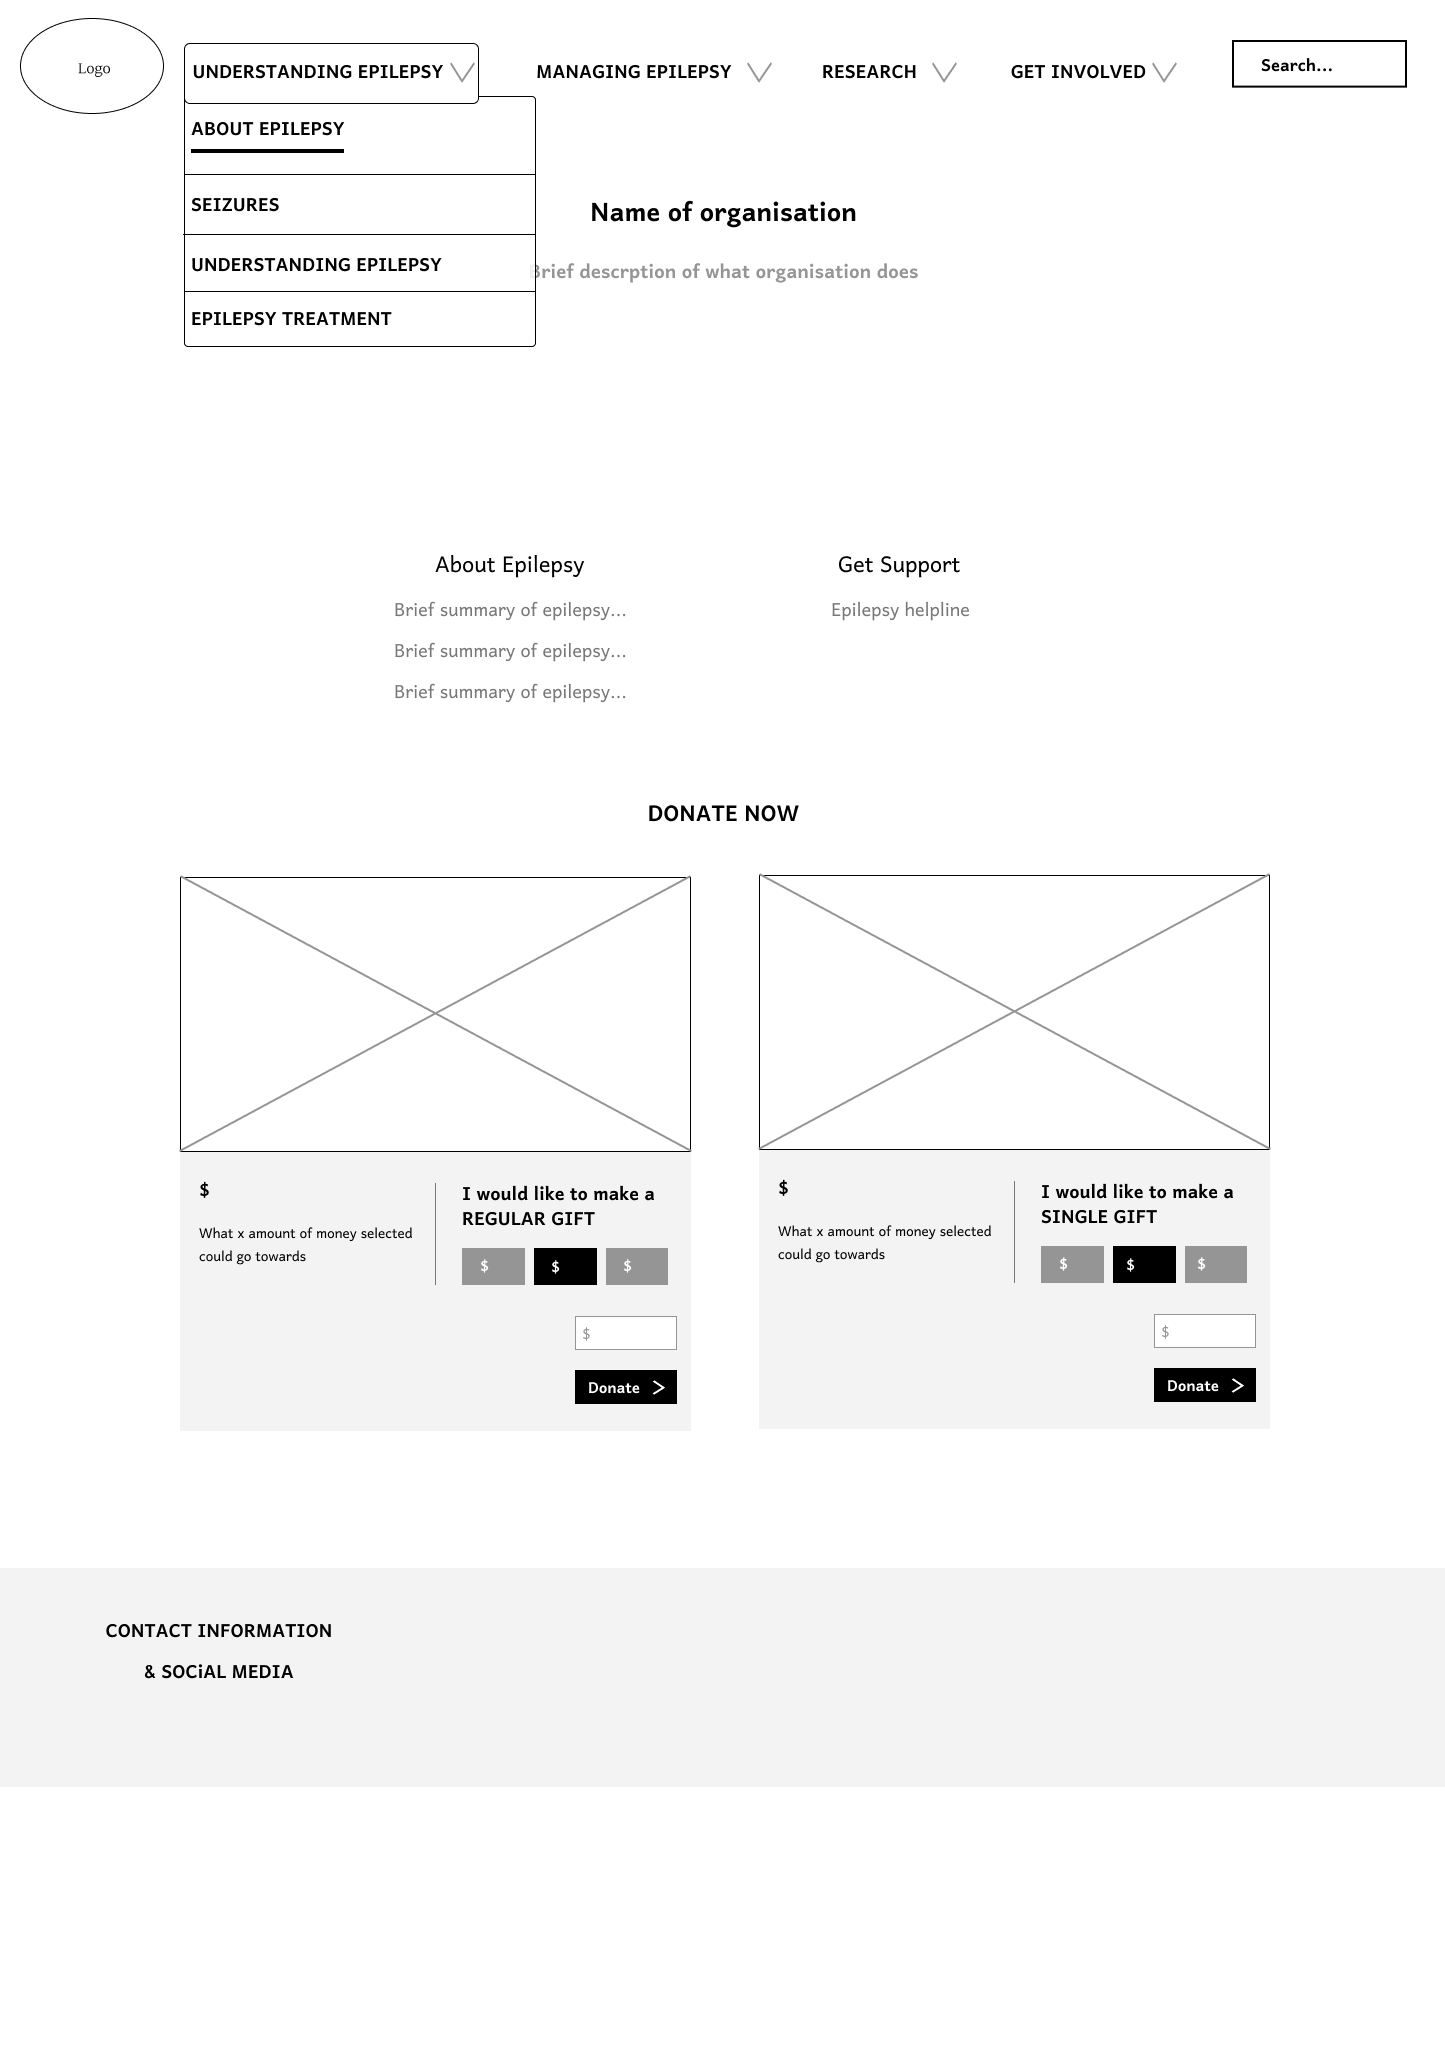 Logo
UNDERSTANDING EPILEPSY
MANAGING EPILEPSY
RESEARCH
GET INVOLVED
Search...
ABOUT EPILEPSY
SEIZURES
UNDERSTANDING EPILEPSY
EPILEPSY TREATMENT
Name of organisation
Brief descrption of what organisation does
About Epilepsy
Brief summary of epilepsy...
Brief summary of epilepsy...
Brief summary of epilepsy...
Get Support
Epilepsy helpline
DONATE NOW
$
What x amount of money selected
could go towards
I would like to make a
REGULAR GIFT
$ $ $
$
Donate >
$
What x amount of money selected
could go towards
I would like to make a
SINGLE GIFT
$ $ $
$
Donate >
CONTACT INFORMATION
& SOCiAL MEDIA